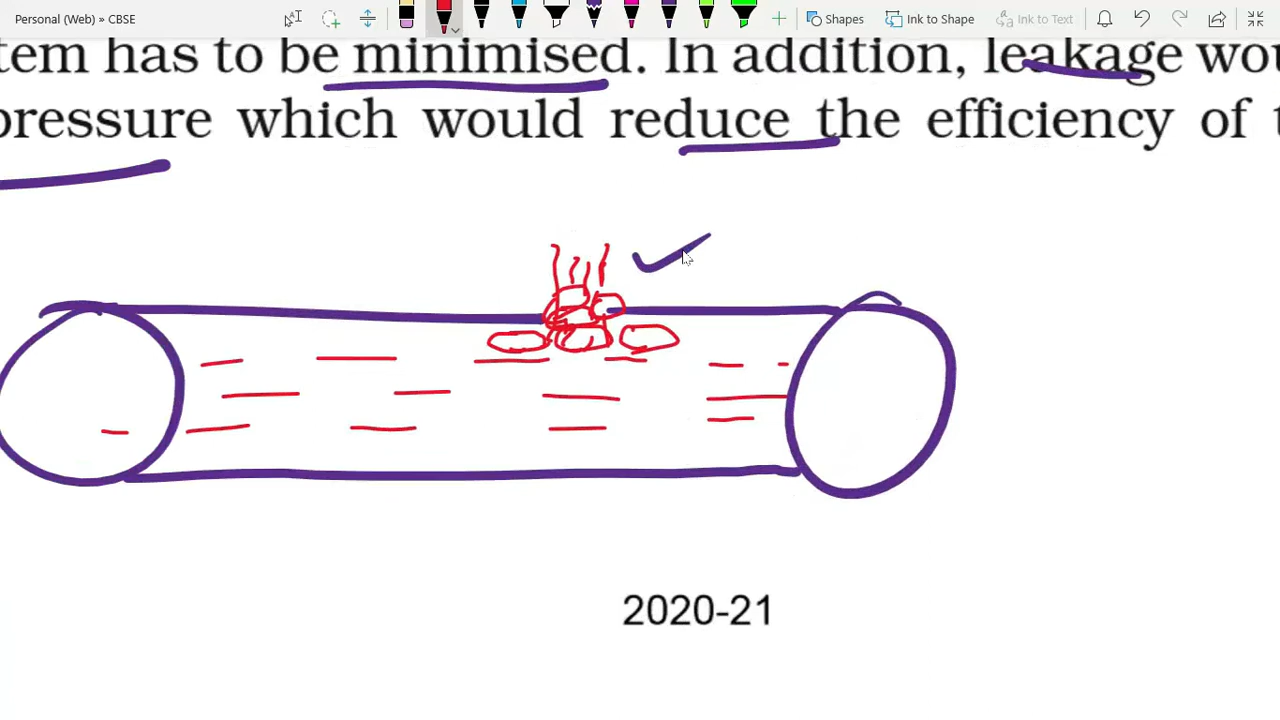 Personal (Web) » CBSE
Shapes
Ink to Shape
Ink to Text
tem has to be minimised. In addition, leakage wou
pressure which would reduce the efficiency of t
2020-21